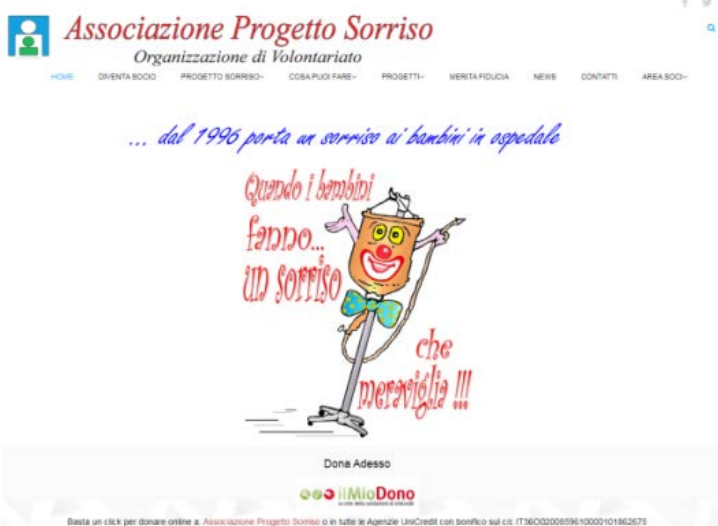 Associazione Progetto Sorriso
Organizzazione di Volontariato
HOME DIVENTA SOCIO PROGETTO SORRISO COSA PUOI FARE PROGETTI MERITA FIDUCIA NEWS CONTATTI AREA SOCI
... dal 1996 porta un sorriso ai bambini in ospedale
Quando i bambini
fanno...
un sorriso
che
meraviglia !!!
Dona Adesso
ilMioDono
Basta un click per donare online a: Associazione Progetto Sorriso o in tutte le Agenzie UniCredit con bonifico sul c/c